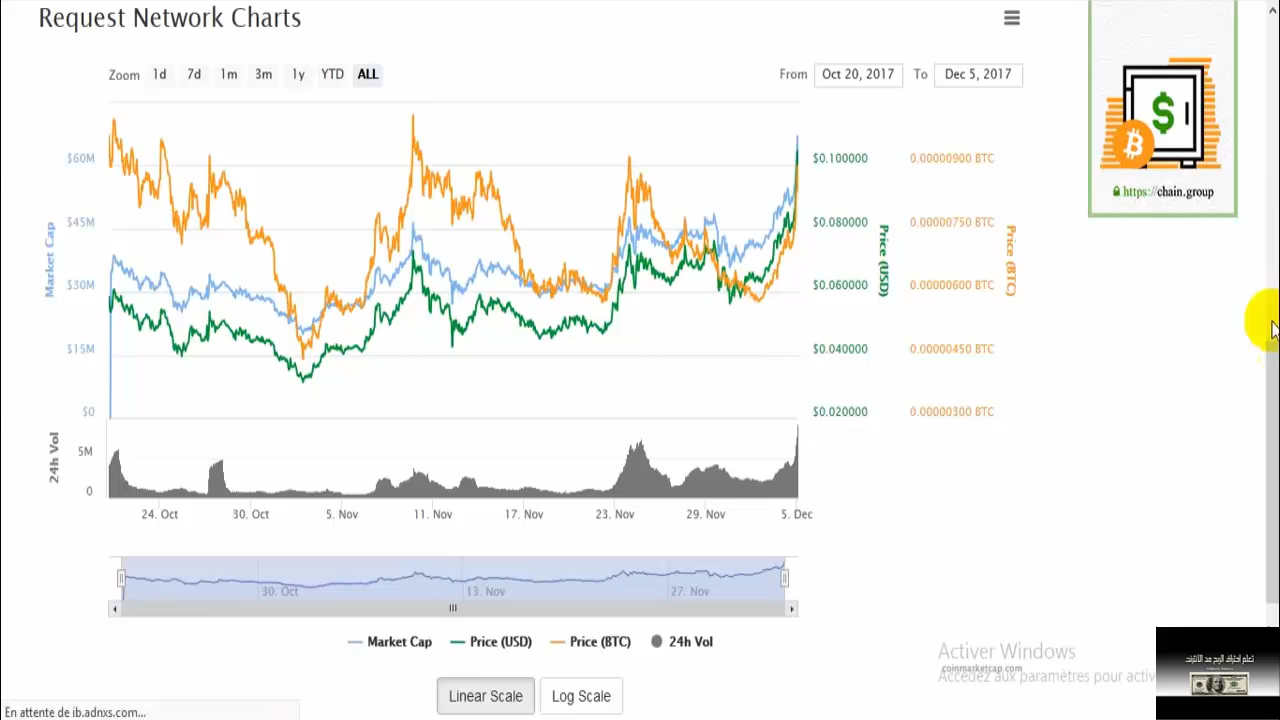 Request Network Charts
Zoom 1d 7d 1m 3m 1y YTD ALL
From Oct 20, 2017 To Dec 5, 2017
$60M
$45M
$30M
$15M
$0
Market Cap
$0.100000
$0.080000
$0.060000
$0.040000
$0.020000
Price (USD)
0.00000900 BTC
0.00000750 BTC
0.00000600 BTC
0.00000450 BTC
0.00000300 BTC
Price (BTC)
24h Vol
5M
0
24. Oct 30. Oct 5. Nov 11. Nov 17. Nov 23. Nov 29. Nov 5. Dec
30. Oct 13. Nov 27. Nov
Market Cap Price (USD) Price (BTC) 24h Vol
coinmarketcap.com
Linear Scale Log Scale
$
https://chain.group
Activer Windows
Accédez aux paramètres pour activ
تعلم احتراف الربح من الانترنت
En attente de ib.adnxs.com...